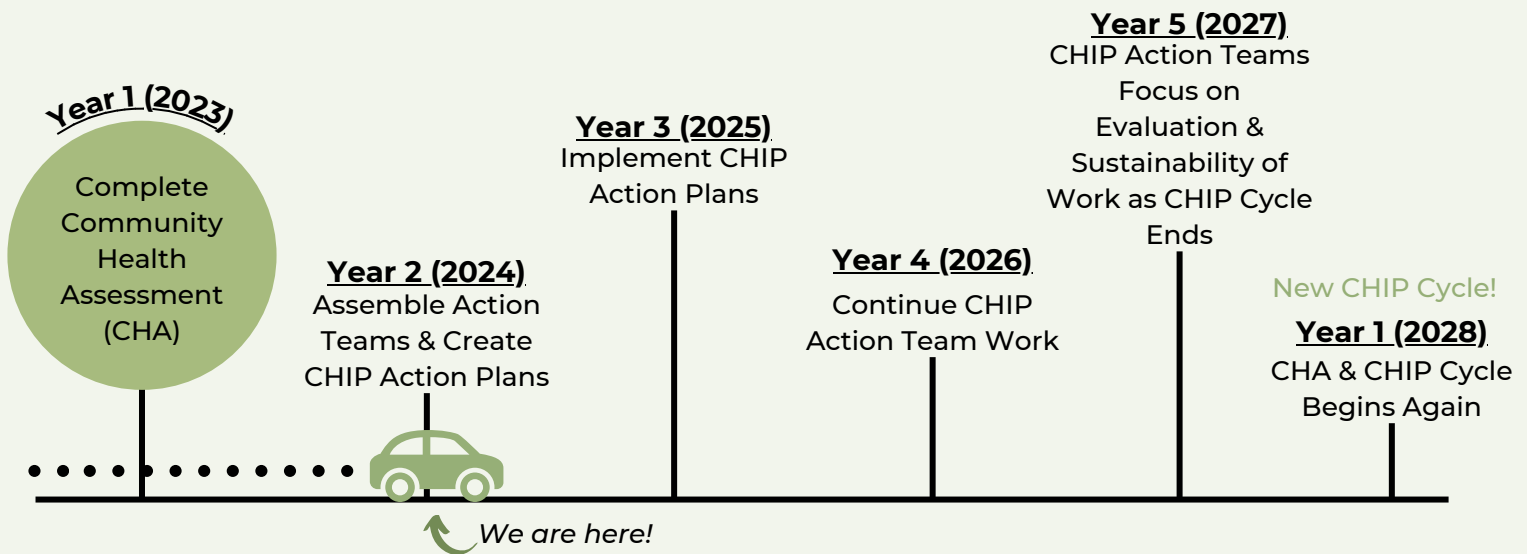 Year 1 (2023)
Complete
Community
Health
Assessment
(CHA)
Year 2 (2024)
Assemble Action
Teams & Create
CHIP Action Plans
Year 3 (2025)
Implement CHIP
Action Plans
Year 4 (2026)
Continue CHIP
Action Team Work
Year 5 (2027)
CHIP Action Teams
Focus on
Evaluation &
Sustainability of
Work as CHIP Cycle
Ends
New CHIP Cycle!
Year 1 (2028)
CHA & CHIP Cycle
Begins Again
We are here!